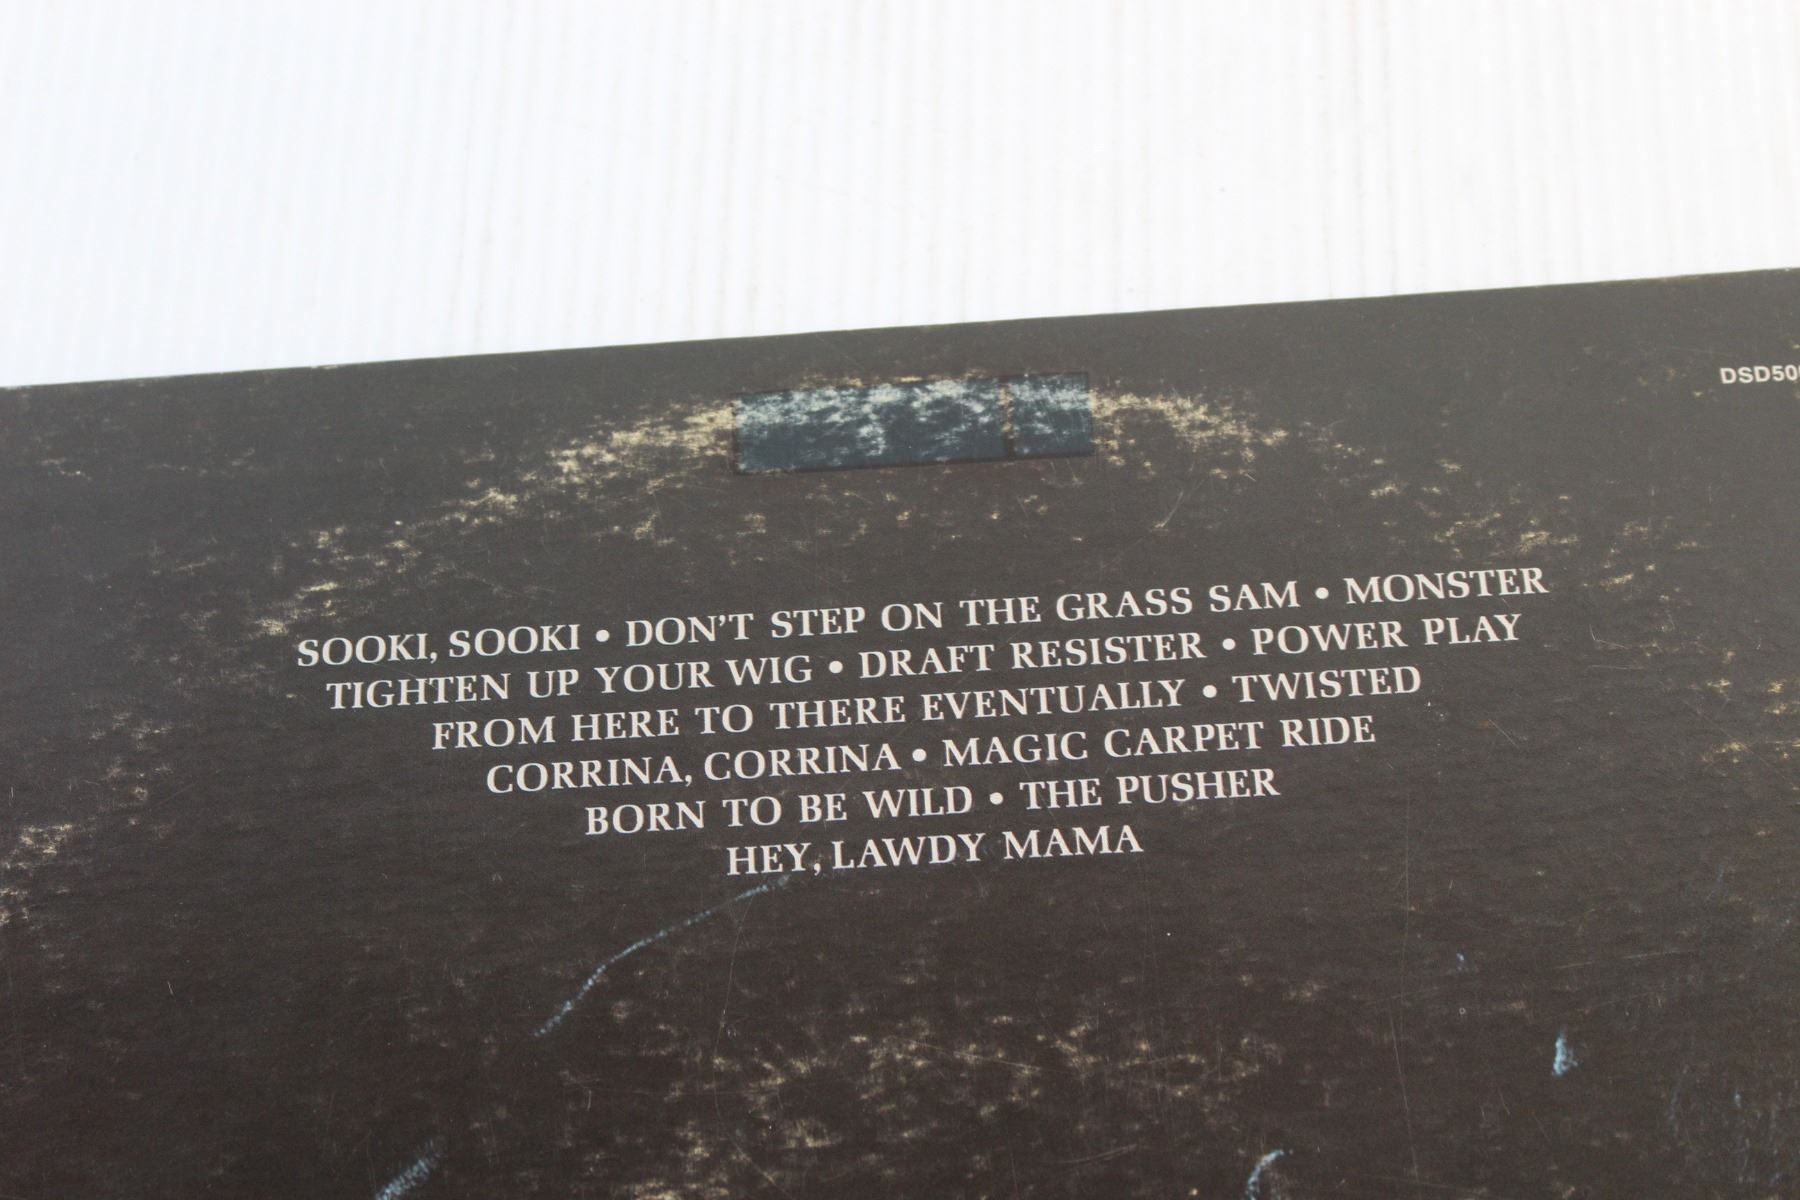 DSD50
SOOKI, SOOKI • DON'T STEP ON THE GRASS SAM • MONSTER
TIGHTEN UP YOUR WIG • DRAFT RESISTER • POWER PLAY
FROM HERE TO THERE EVENTUALLY • TWISTED
CORRINA, CORRINA • MAGIC CARPET RIDE
BORN TO BE WILD • THE PUSHER
HEY, LAWDY MAMA